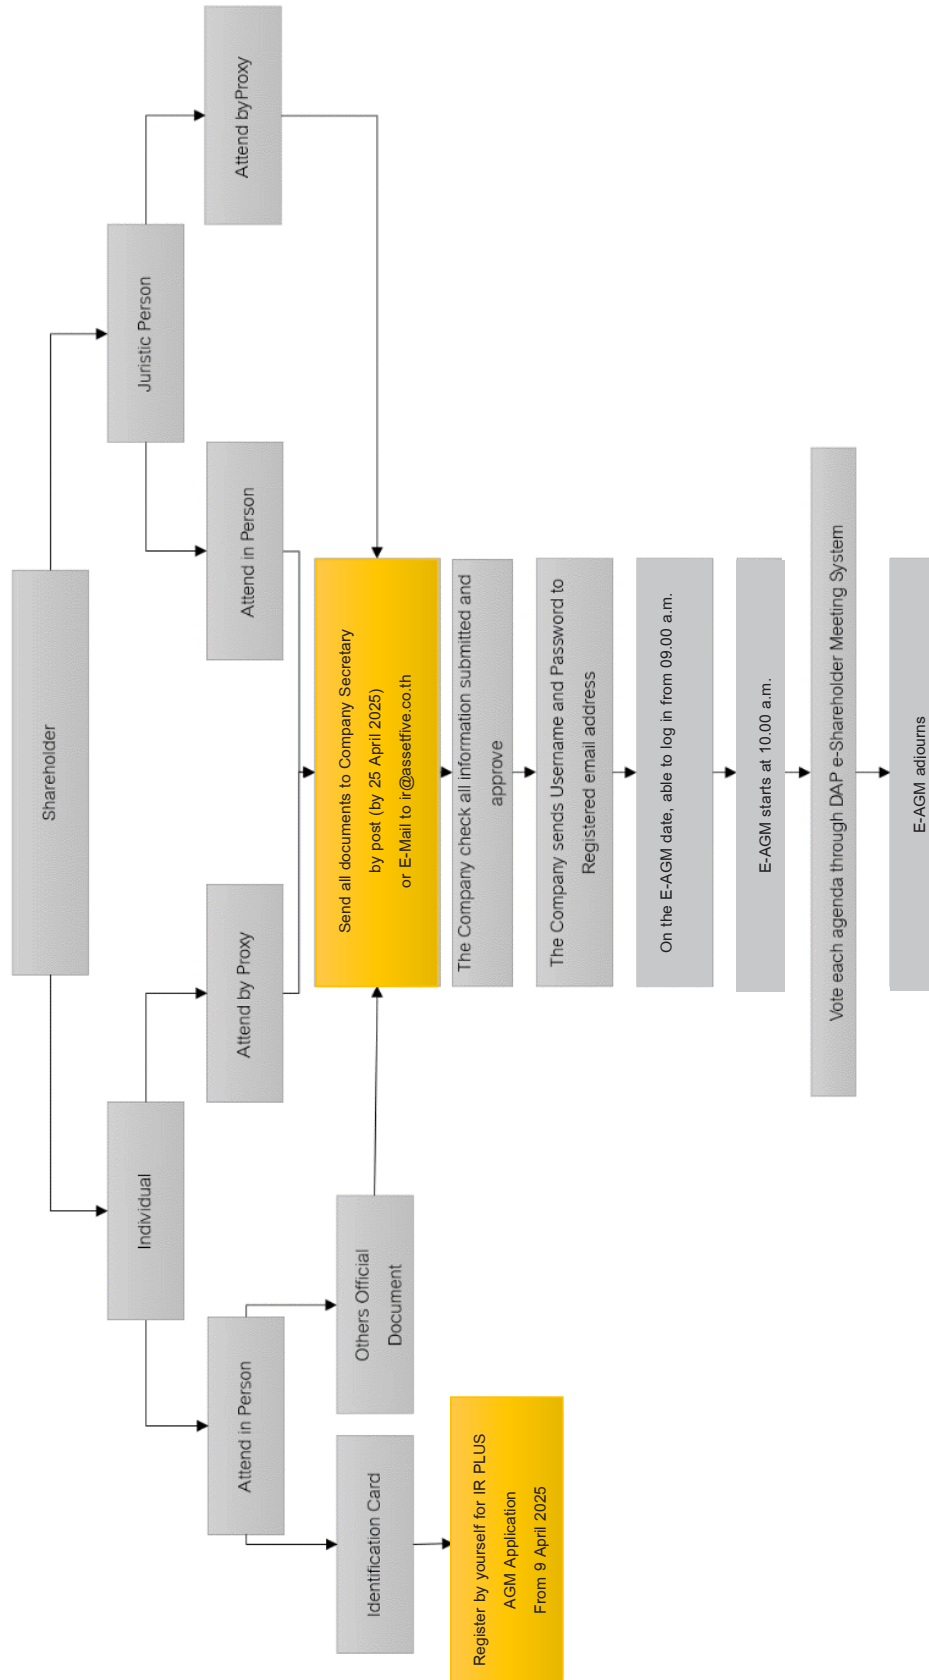 Shareholder
Individual
Juristic Person
Attend in Person
Attend by Proxy
Attend in Person
Attend byProxy
Identification Card
Others Official
Document
Register by yourself for IR PLUS
AGM Application
From 9 April 2025
Send all documents to Company Secretary
by post (by 25 April 2025)
or E-Mail to ir@assetfive.co.th
The Company check all information submitted and
approve
The Company sends Username and Password to
Registered email address
On the E-AGM date, able to log in from 09.00 a.m.
E-AGM starts at 10.00 a.m.
Vote each agenda through DAP e-Shareholder Meeting System
E-AGM adjourns